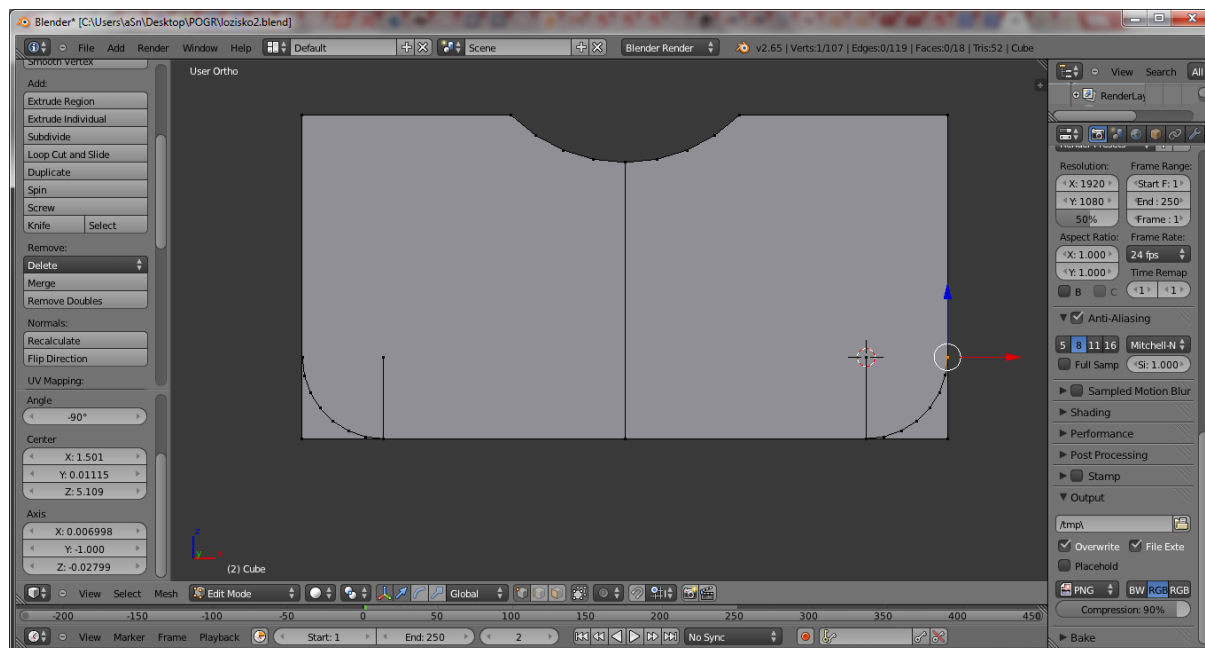 Blender* [C:\Users\aSn\Desktop\POGR\lozisko2.blend]
File Add Render Window Help Default Scene Blender Render v2.65 | Verts:1/107 | Edges:0/119 | Faces:0/18 | Tris:52 | Cube
View Search All
RenderLay
Smooth Vertex
Add:
Extrude Region
Extrude Individual
Subdivide
Loop Cut and Slide
Duplicate
Spin
Screw
Knife Select
Remove:
Delete
Merge
Remove Doubles
Normals:
Recalculate
Flip Direction
UV Mapping:
Angle
-90°
Center
X: 1.501
Y: 0.01115
Z: 5.109
Axis
X: 0.006998
Y: -1.000
Z: -0.02799
User Ortho
z
y x
(2) Cube
Render Presets
Resolution: Frame Range:
X: 1920 Start F: 1
Y: 1080 End : 250
50% Frame : 1
Aspect Ratio: Frame Rate:
X: 1.000 24 fps
Y: 1.000 Time Remap
B C 1 1
Anti-Aliasing
5 8 11 16 Mitchell-N
Full Samp Si: 1.000
Sampled Motion Blur
Shading
Performance
Post Processing
Stamp
Output
/tmp\
Overwrite File Exte
Placehold
PNG BW RGB RGB
Compression: 90%
Bake
View Select Mesh Edit Mode Global
-200 -150 -100 -50 0 50 100 150 200 250 300 350 400 450
View Marker Frame Playback Start: 1 End: 250 2 No Sync